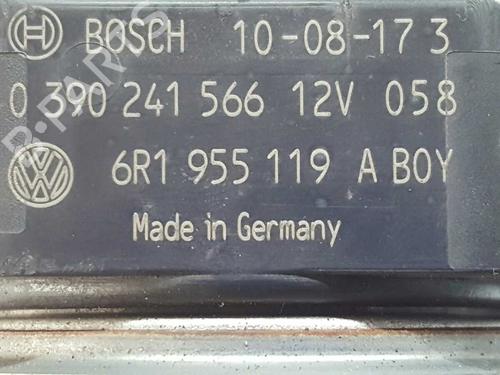 BOSCH 10-08-17 3
0 390 241 566 12V 058
6R1 955 119 A BOY
Made in Germany